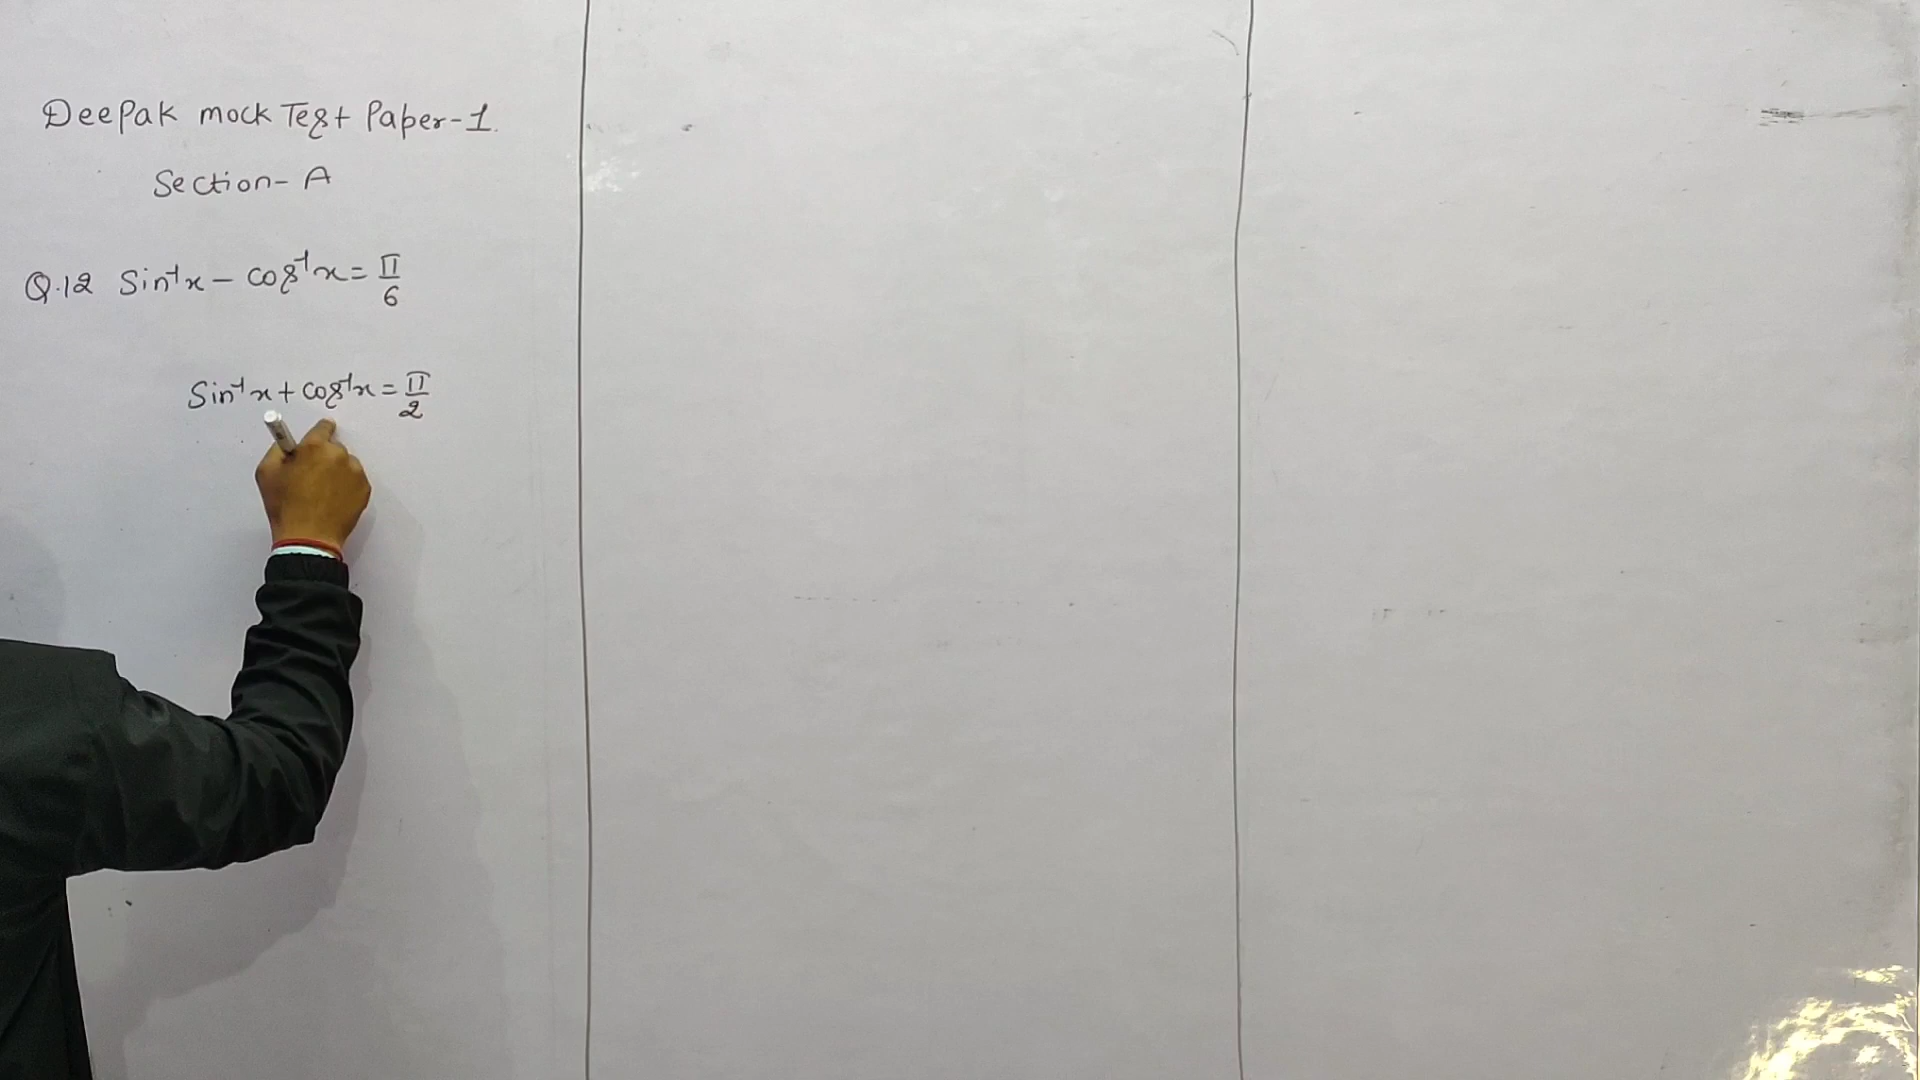 Deepak mock Test Paper-1.
Section-A
Q.12 Sin⁻¹x - cos⁻¹x = π/6
Sin⁻¹x + cos⁻¹x = π/2